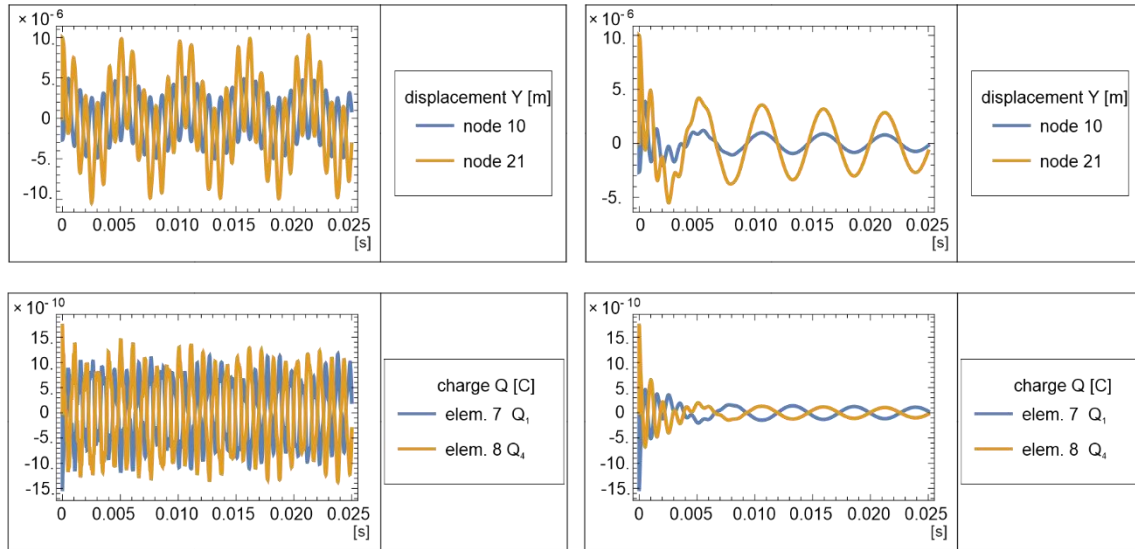 × 10⁻⁶
10.
5.
0
-5.
-10.
0 0.005 0.010 0.015 0.020 0.025
[s]
displacement Y [m]
node 10
node 21
× 10⁻⁶
10.
5.
0
-5.
0 0.005 0.010 0.015 0.020 0.025
[s]
displacement Y [m]
node 10
node 21
× 10⁻¹⁰
15.
10.
5.
0
-5.
-10.
-15.
0 0.005 0.010 0.015 0.020 0.025
[s]
charge Q [C]
elem. 7 Q₁
elem. 8 Q₄
× 10⁻¹⁰
15.
10.
5.
0
-5.
-10.
-15.
0 0.005 0.010 0.015 0.020 0.025
[s]
charge Q [C]
elem. 7 Q₁
elem. 8 Q₄